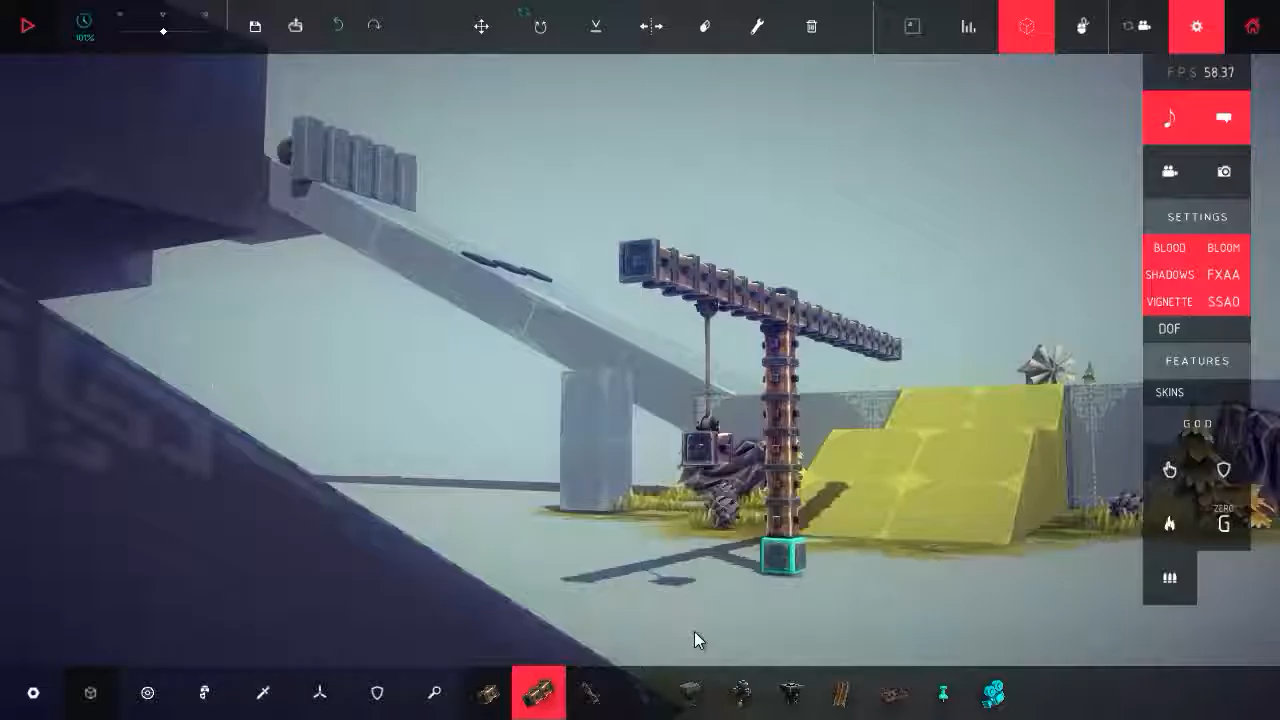 101%
FPS 58.37
SETTINGS
BLOOD BLOOM
SHADOWS FXAA
VIGNETTE SSAO
DOF
FEATURES
SKINS
GOD
ZERO
G